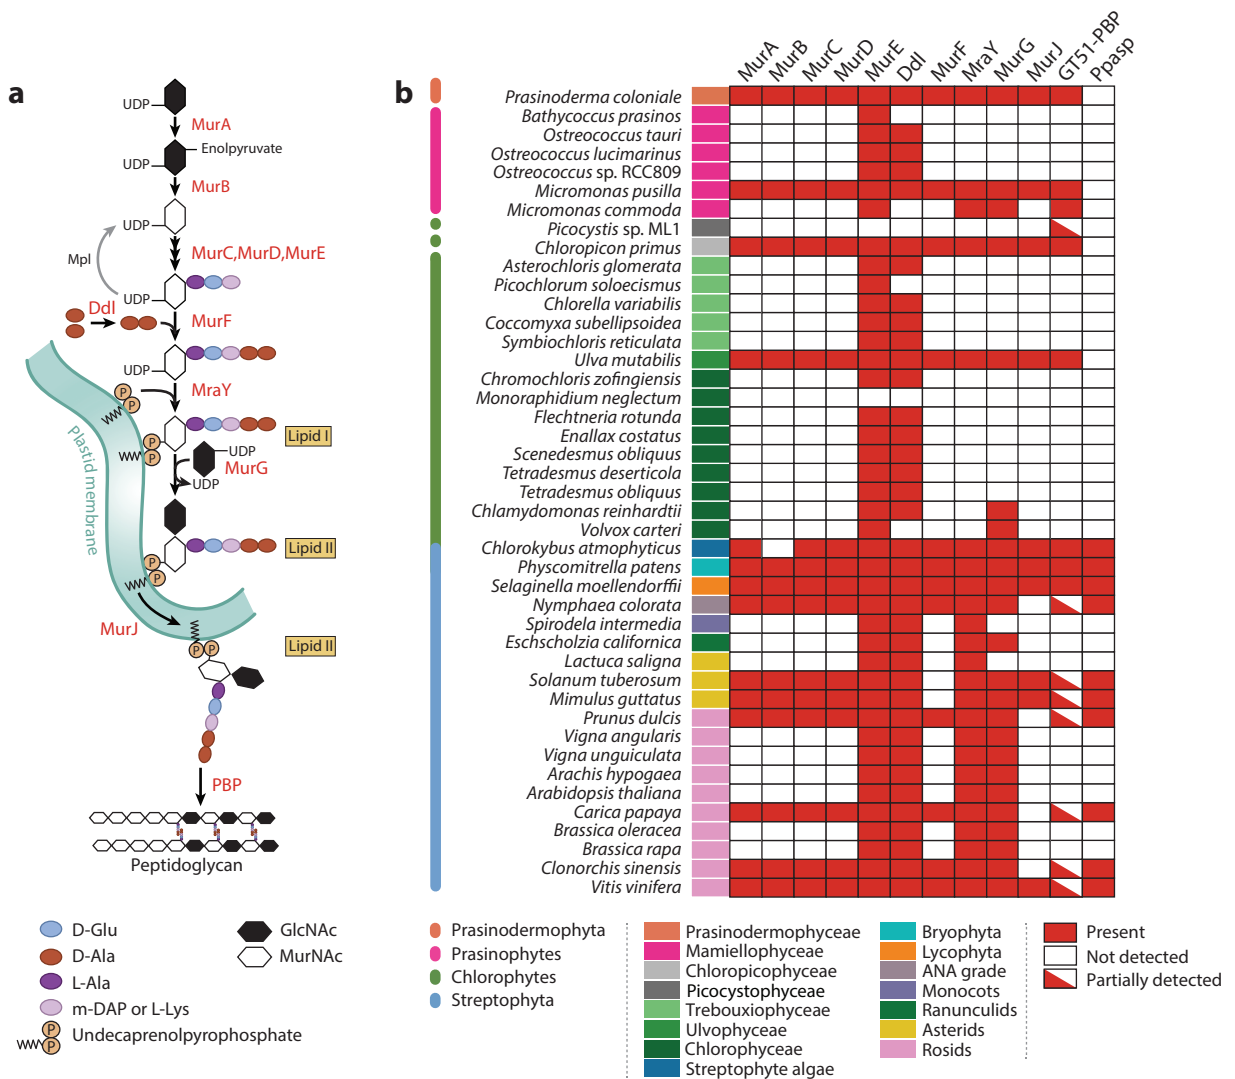 a
UDP
MurA
Enolpyruvate
UDP
MurB
UDP
Mpl
MurC,MurD,MurE
UDP
Ddl
MurF
UDP
MraY
P
P
Lipid I
P
P
UDP
MurG
UDP
Plastid membrane
Lipid II
P
P
MurJ
P P
Lipid II
PBP
Peptidoglycan
D-Glu
D-Ala
L-Ala
m-DAP or L-Lys
P
P
Undecaprenolpyrophosphate
GlcNAc
MurNAc
b
MurA MurB MurC MurD MurE Ddl MurF MraY MurG MurJ GT51-PBP Ppasp
Prasinoderma coloniale
Bathycoccus prasinos
Ostreococcus tauri
Ostreococcus lucimarinus
Ostreococcus sp. RCC809
Micromonas pusilla
Micromonas commoda
Picocystis sp. ML1
Chloropicon primus
Asterochloris glomerata
Picochlorum soloecismus
Chlorella variabilis
Coccomyxa subellipsoidea
Symbiochloris reticulata
Ulva mutabilis
Chromochloris zofingiensis
Monoraphidium neglectum
Flechtneria rotunda
Enallax costatus
Scenedesmus obliquus
Tetradesmus deserticola
Tetradesmus obliquus
Chlamydomonas reinhardtii
Volvox carteri
Chlorokybus atmophyticus
Physcomitrella patens
Selaginella moellendorffii
Nymphaea colorata
Spirodela intermedia
Eschscholzia californica
Lactuca saligna
Solanum tuberosum
Mimulus guttatus
Prunus dulcis
Vigna angularis
Vigna unguiculata
Arachis hypogaea
Arabidopsis thaliana
Carica papaya
Brassica oleracea
Brassica rapa
Clonorchis sinensis
Vitis vinifera
Prasinodermophyta
Prasinophytes
Chlorophytes
Streptophyta
Prasinodermophyceae
Mamiellophyceae
Chloropicophyceae
Picocystophyceae
Trebouxiophyceae
Ulvophyceae
Chlorophyceae
Streptophyte algae
Bryophyta
Lycophyta
ANA grade
Monocots
Ranunculids
Asterids
Rosids
Present
Not detected
Partially detected